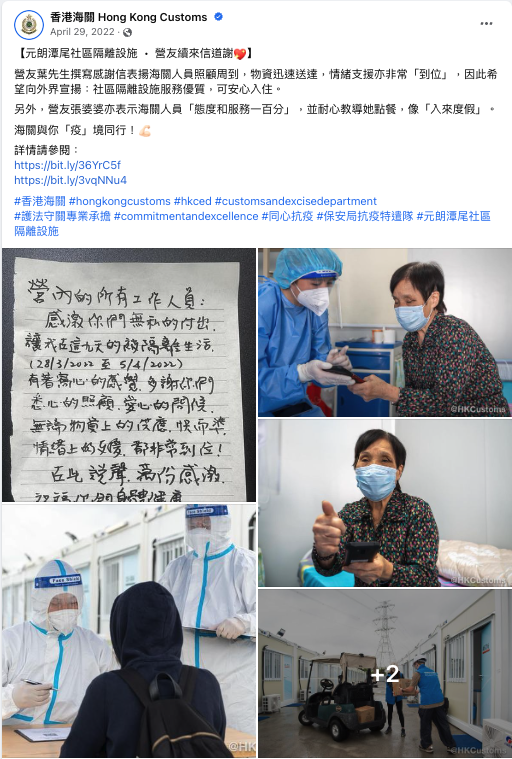 香港海關 Hong Kong Customs
April 29, 2022 ·
【元朗潭尾社區隔離設施 ‧ 營友續來信道謝💖】
營友葉先生撰寫感謝信表揚海關人員照顧周到，物資迅速送達，情緒支援亦非常「到位」，因此希
望向外界宣揚：社區隔離設施服務優質，可安心入住。
另外，營友張婆婆亦表示海關人員「態度和服務一百分」，並耐心教導她點餐，像「入來度假」。
海關與你「疫」境同行！💪🏻
詳情請參閱：
https://bit.ly/36YrC5f
https://bit.ly/3vqNNu4
#香港海關 #hongkongcustoms #hkced #customsandexcisedepartment
#護法守關專業承擔 #commitmentandexcellence #同心抗疫 #保安局抗疫特遣隊 #元朗潭尾社區
隔離設施
營內的所有工作人員：
感激你們無私的付出，
讓我在這九天的隔離生活，
(28/3/2022 至 5/4/2022)
有著窩心的感覺，多謝你們
悉心的照顧，愛心的問候，
無論物資上的供應，快而準，
情緒上的支援，都非常到位！
在此說聲萬份感激，
祝福你們身體健康
@HKCustoms
@HKCustoms
Face Shield
Face Shield
@HK
+2
@HKCustoms